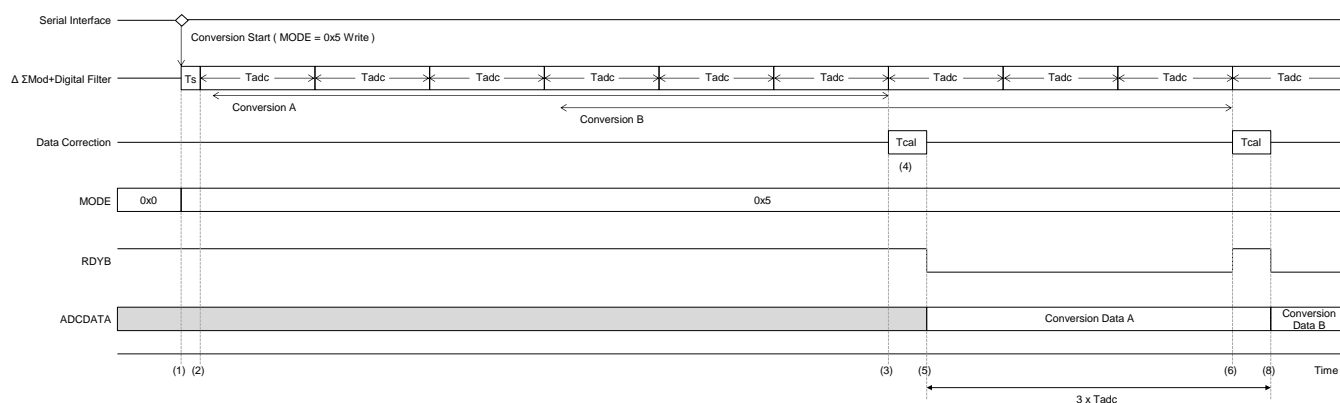 Serial Interface
Conversion Start ( MODE = 0x5 Write )
Δ ΣMod+Digital Filter
Ts Tadc Tadc Tadc Tadc Tadc Tadc Tadc Tadc Tadc Tadc
Conversion A
Conversion B
Data Correction
Tcal Tcal
(4)
MODE
0x0 0x5
RDYB
ADCDATA
Conversion Data A
Conversion
Data B
(1) (2) (3) (5) (6) (8) Time
3 x Tadc